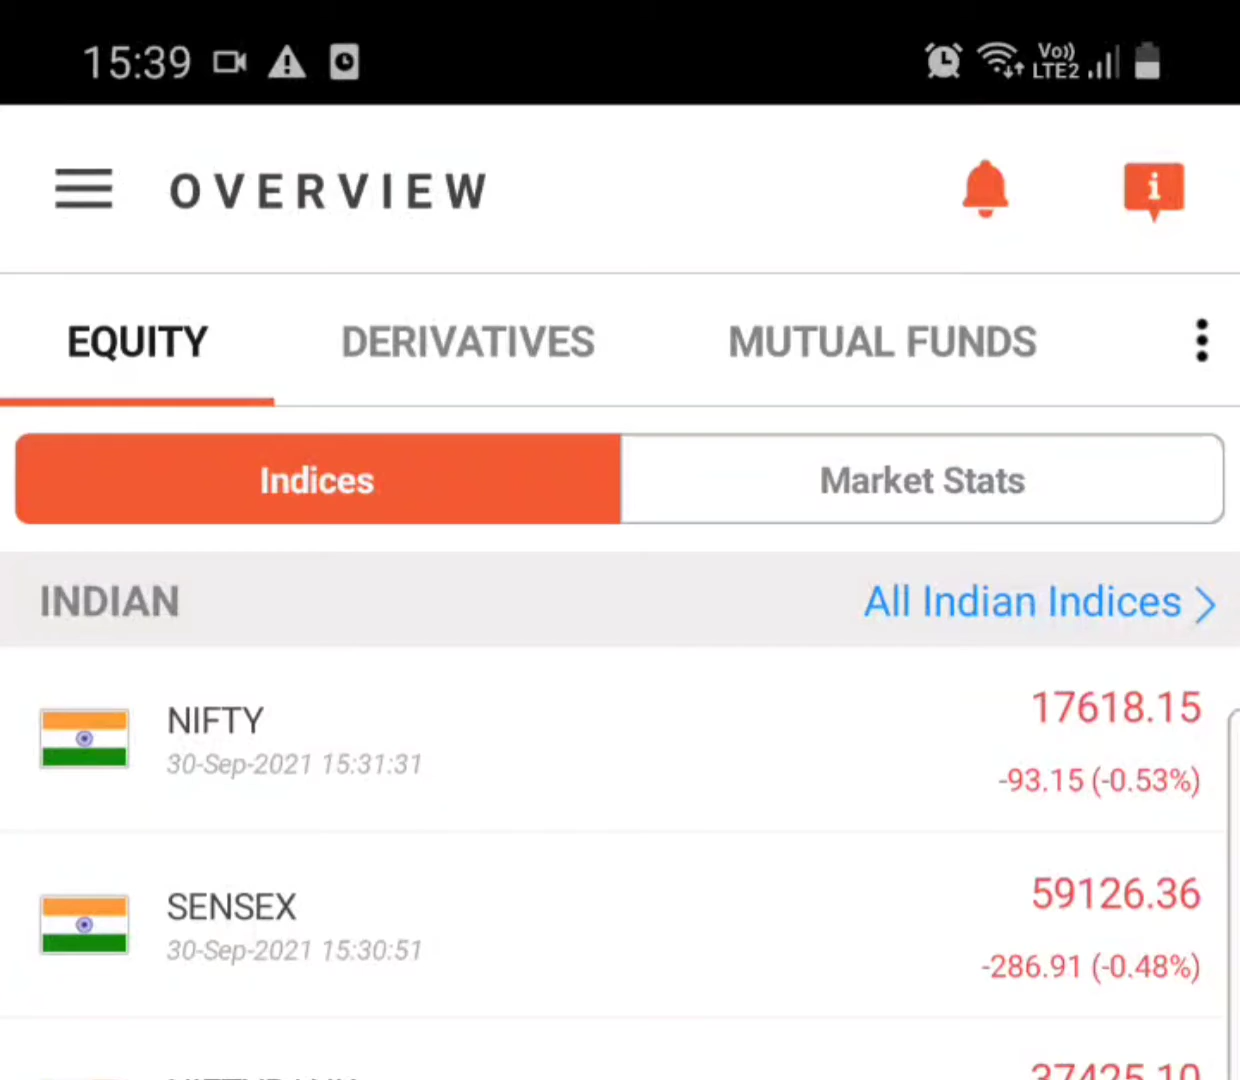 15:39
Vo)) LTE2
OVERVIEW
EQUITY DERIVATIVES MUTUAL FUNDS
Indices Market Stats
INDIAN All Indian Indices
NIFTY 17618.15
30-Sep-2021 15:31:31 -93.15 (-0.53%)
SENSEX 59126.36
30-Sep-2021 15:30:51 -286.91 (-0.48%)
37425.10